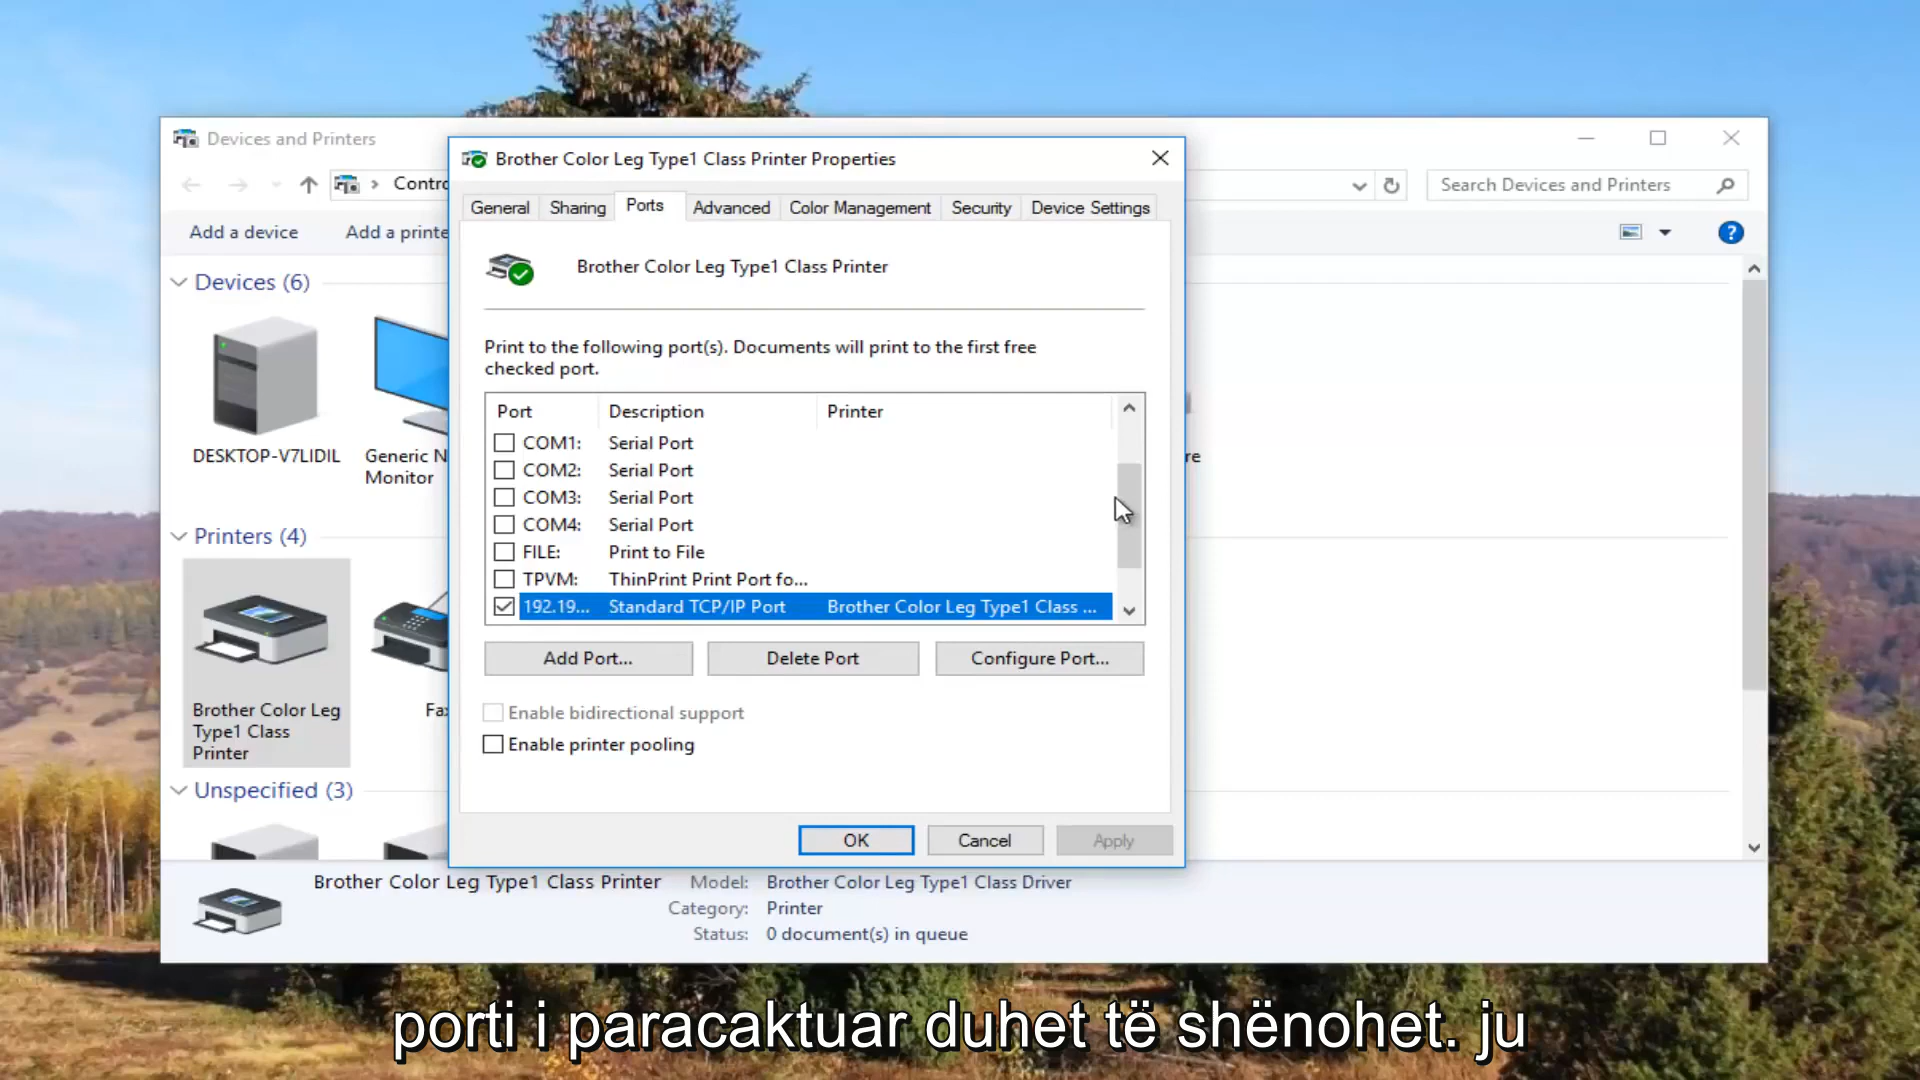 Devices and Printers
Search Devices and Printers
Add a device
Devices (6)
DESKTOP-V7LIDIL
Monitor
Printers (4)
Brother Color Leg
Type1 Class
Printer
Unspecified (3)
Brother Color Leg Type1 Class Printer Properties
General Sharing Ports Advanced Color Management Security Device Settings
Brother Color Leg Type1 Class Printer
Print to the following port(s). Documents will print to the first free
checked port.
Port Description Printer
COM1: Serial Port
COM2: Serial Port
COM3: Serial Port
COM4: Serial Port
FILE: Print to File
TPVM: ThinPrint Print Port fo...
192.19... Standard TCP/IP Port Brother Color Leg Type1 Class ...
Add Port... Delete Port Configure Port...
Enable bidirectional support
Enable printer pooling
OK Cancel Apply
Brother Color Leg Type1 Class Printer
Model: Brother Color Leg Type1 Class Driver
Category: Printer
Status: 0 document(s) in queue
porti i paracaktuar duhet të shënohet. ju